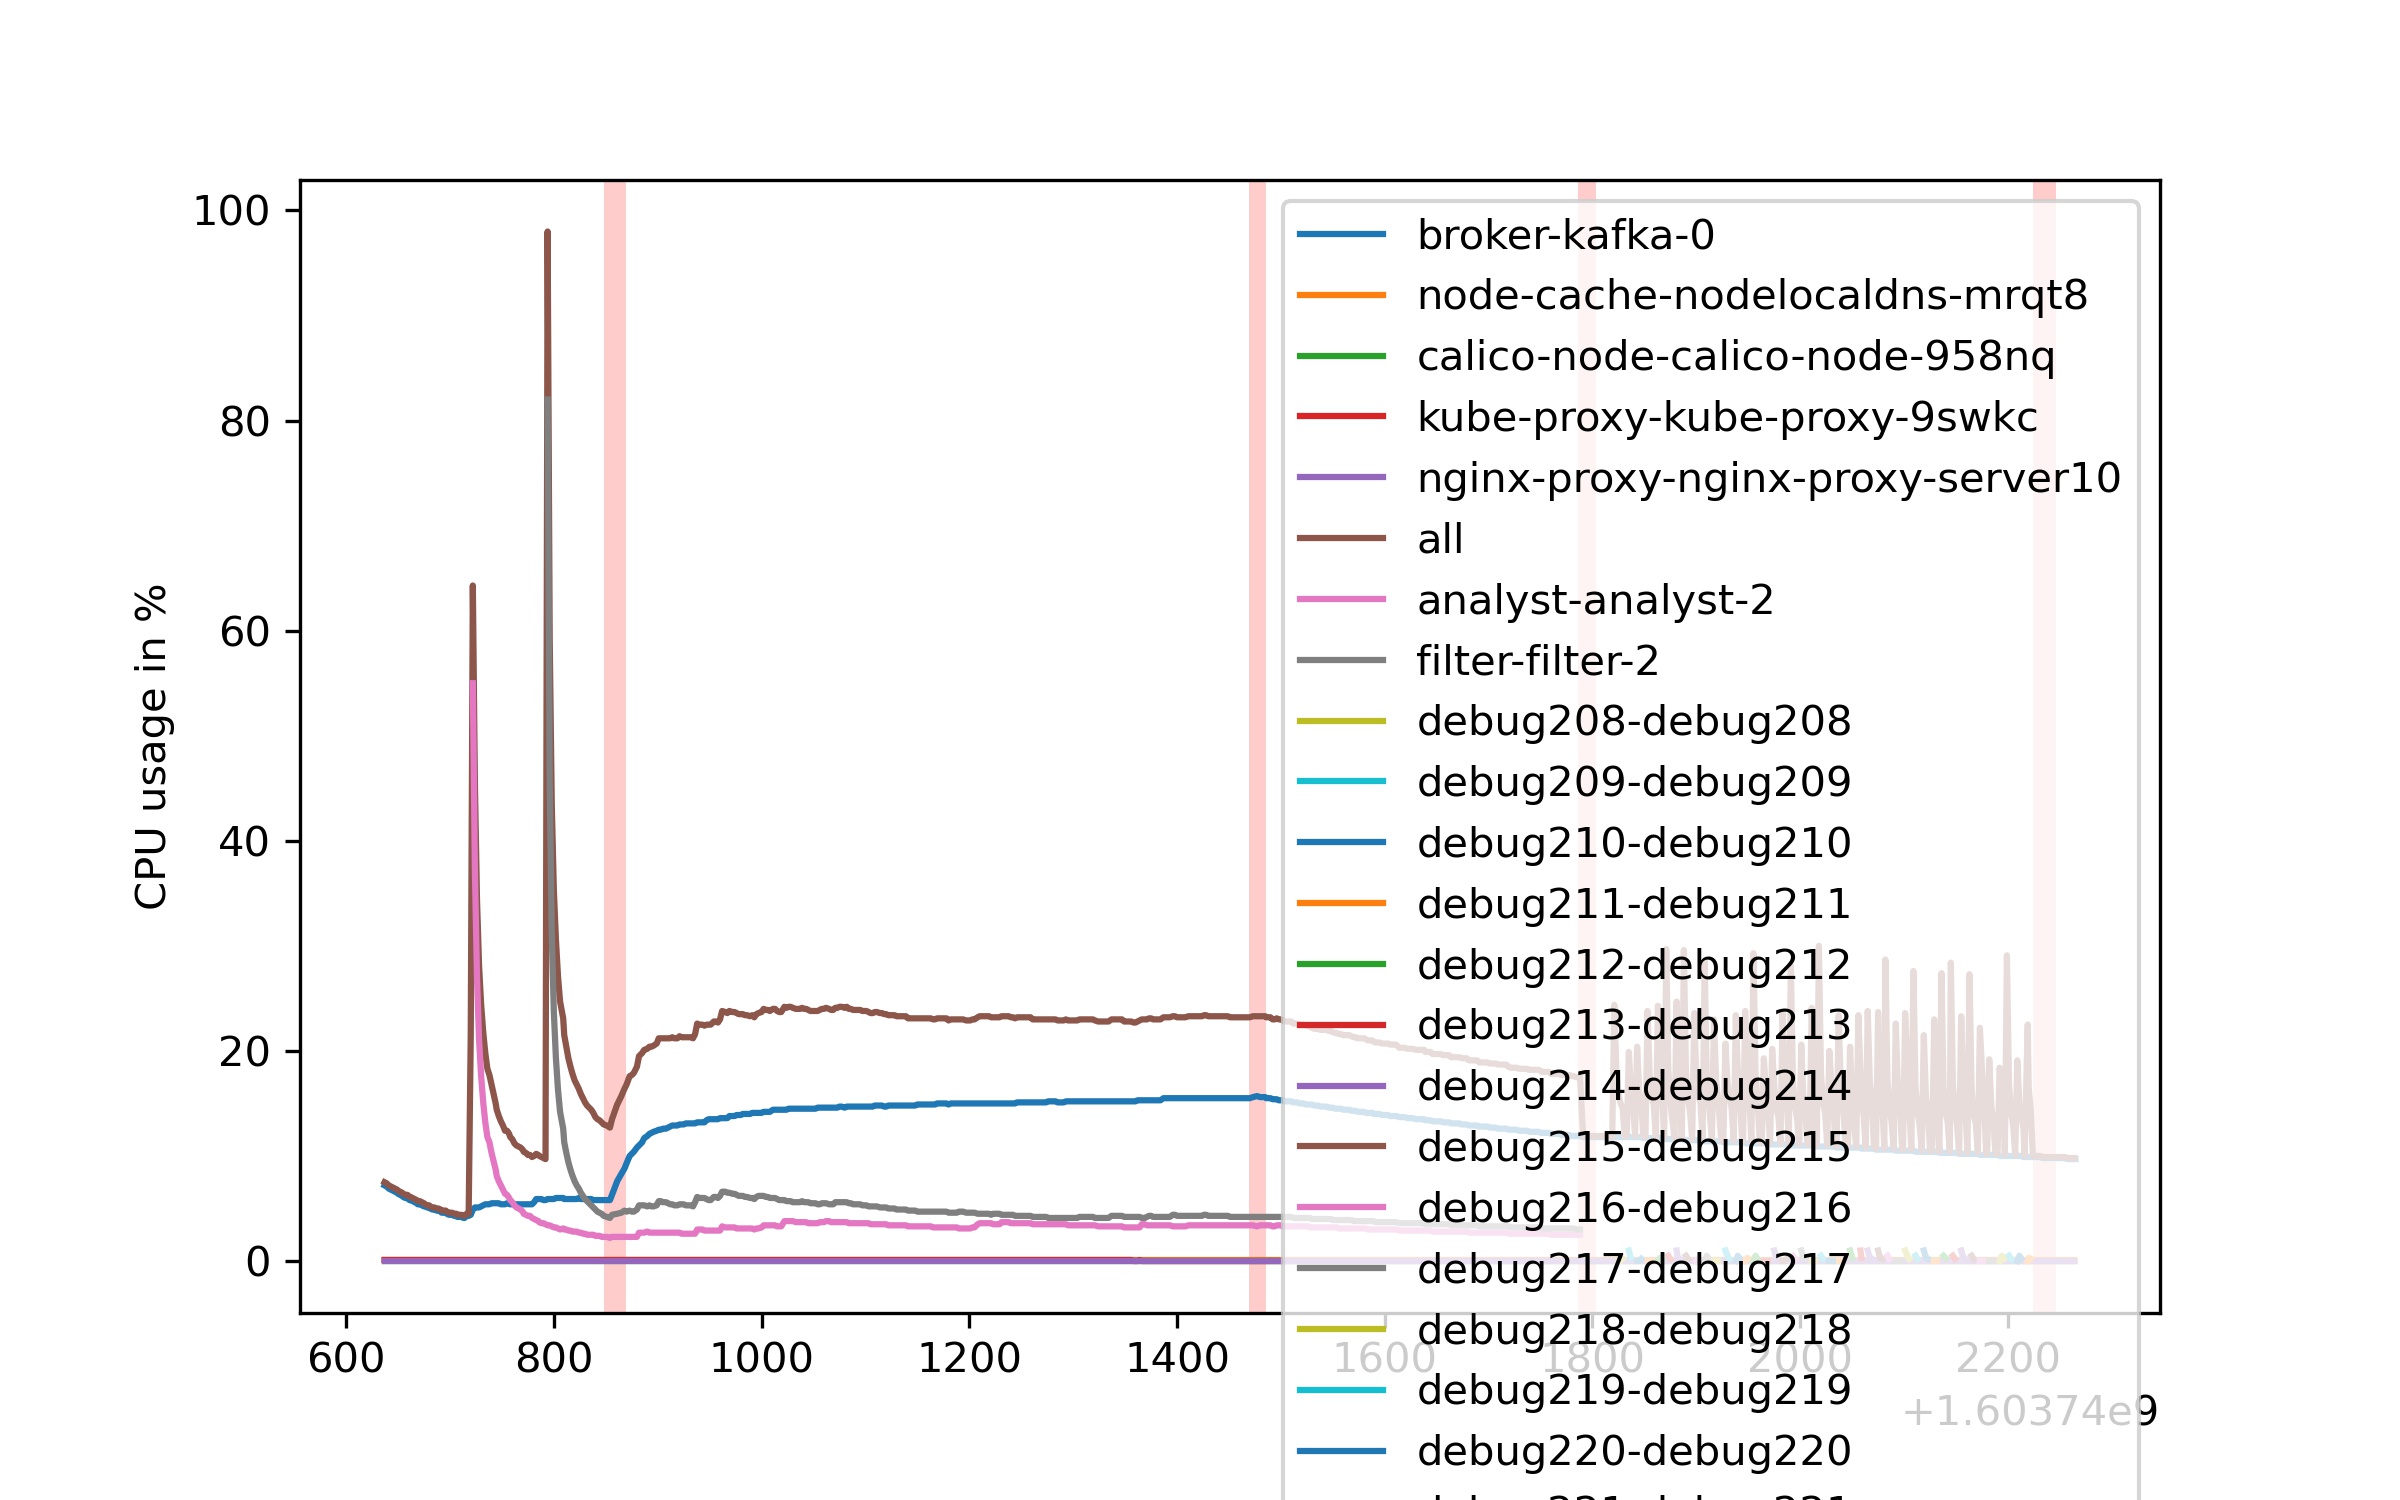 100
80
60
40
20
0
CPU usage in %
600 800 1000 1200 1400 1600 1800 2000 2200
+1.60374e9
broker-kafka-0
node-cache-nodelocaldns-mrqt8
calico-node-calico-node-958nq
kube-proxy-kube-proxy-9swkc
nginx-proxy-nginx-proxy-server10
all
analyst-analyst-2
filter-filter-2
debug208-debug208
debug209-debug209
debug210-debug210
debug211-debug211
debug212-debug212
debug213-debug213
debug214-debug214
debug215-debug215
debug216-debug216
debug217-debug217
debug218-debug218
debug219-debug219
debug220-debug220